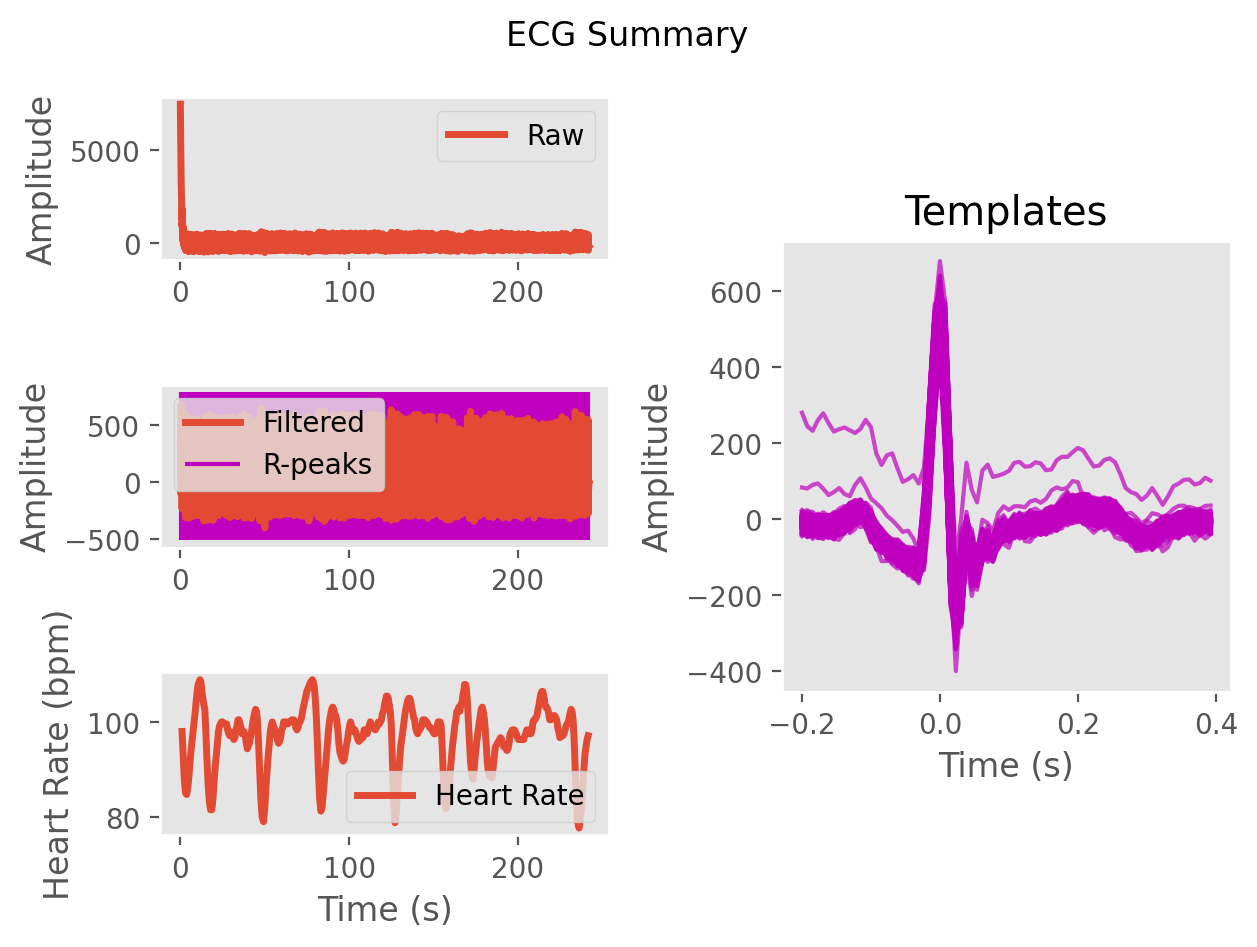 ECG Summary
Amplitude
5000
0
Raw
0 100 200
Amplitude
500
0
−500
Filtered
R-peaks
0 100 200
Heart Rate (bpm)
100
80
Heart Rate
0 100 200
Time (s)
Templates
Amplitude
600
400
200
0
−200
−400
−0.2 0.0 0.2 0.4
Time (s)